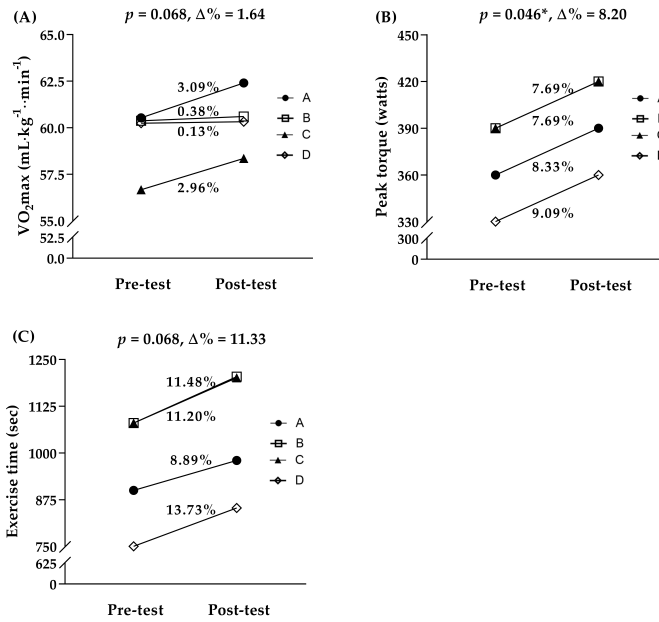 (A)
p = 0.068, Δ% = 1.64
VO2max (mL·kg-1··min-1)
65.0
62.5
60.0
57.5
55.0
52.5
0.0
3.09%
0.38%
0.13%
2.96%
Pre-test Post-test
A
B
C
D
(B)
p = 0.046*, Δ% = 8.20
Peak torque (watts)
450
420
390
360
330
300
0
7.69%
7.69%
8.33%
9.09%
Pre-test Post-test
(C)
p = 0.068, Δ% = 11.33
Exercise time (sec)
1250
1125
1000
875
750
625
0
11.48%
11.20%
8.89%
13.73%
Pre-test Post-test
A
B
C
D